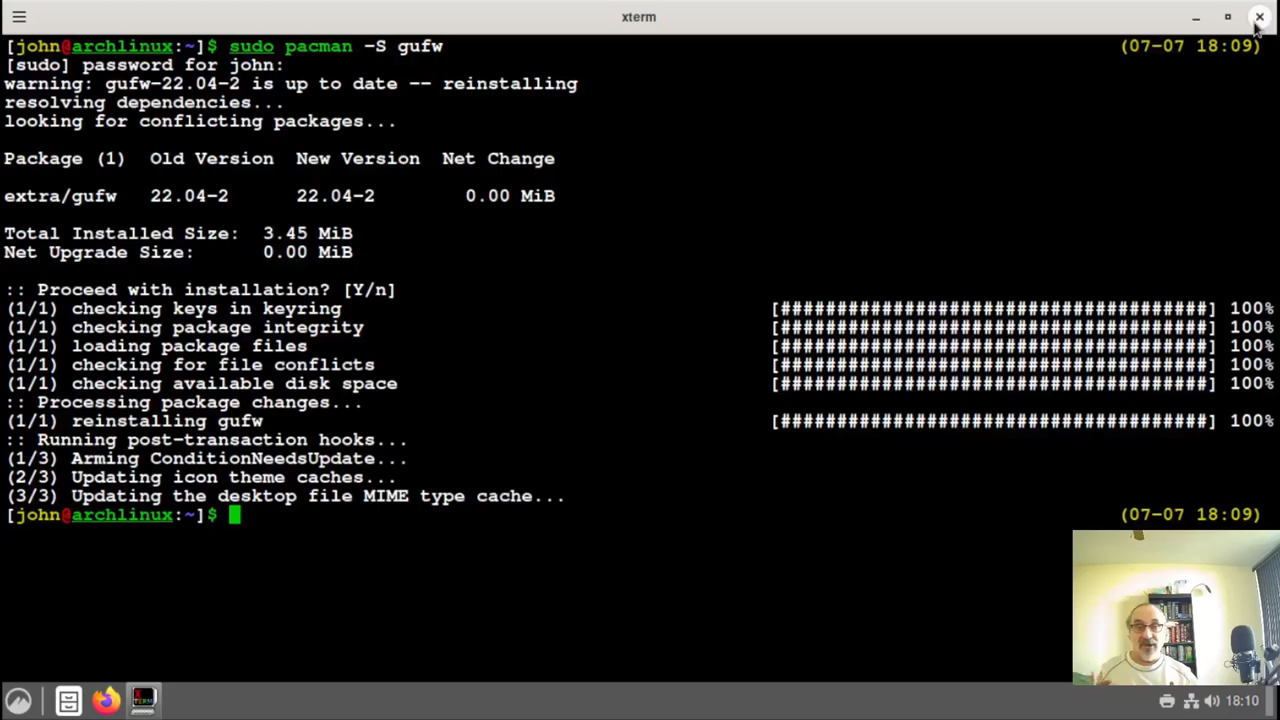 xterm
[john@archlinux:~]$ sudo pacman -S gufw (07-07 18:09)
[sudo] password for john:
warning: gufw-22.04-2 is up to date -- reinstalling
resolving dependencies...
looking for conflicting packages...
Package (1) Old Version New Version Net Change
extra/gufw 22.04-2 22.04-2 0.00 MiB
Total Installed Size: 3.45 MiB
Net Upgrade Size: 0.00 MiB
:: Proceed with installation? [Y/n]
(1/1) checking keys in keyring [######################################] 100%
(1/1) checking package integrity [######################################] 100%
(1/1) loading package files [######################################] 100%
(1/1) checking for file conflicts [######################################] 100%
(1/1) checking available disk space [######################################] 100%
:: Processing package changes...
(1/1) reinstalling gufw [######################################] 100%
:: Running post-transaction hooks...
(1/3) Arming ConditionNeedsUpdate...
(2/3) Updating icon theme caches...
(3/3) Updating the desktop file MIME type cache...
[john@archlinux:~]$ (07-07 18:09)
X TERM
18:10